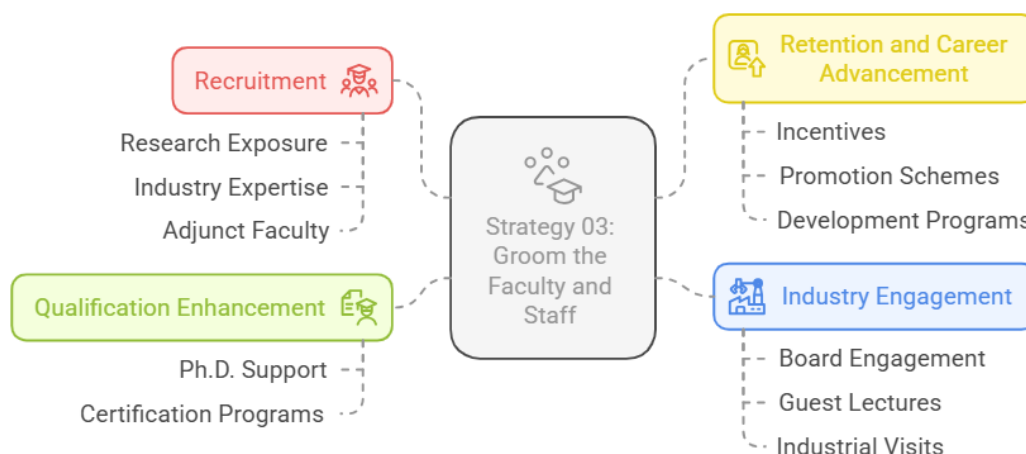 Recruitment
Research Exposure
Industry Expertise
Adjunct Faculty
Qualification Enhancement
Ph.D. Support
Certification Programs
Strategy 03:
Groom the
Faculty and
Staff
Retention and Career
Advancement
Incentives
Promotion Schemes
Development Programs
Industry Engagement
Board Engagement
Guest Lectures
Industrial Visits